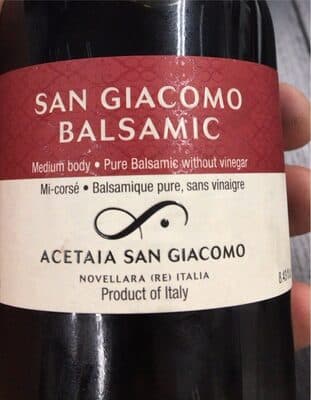 SAN GIACOMO
BALSAMIC
Medium body • Pure Balsamic without vinegar
Mi-corsé • Balsamique pure, sans vinaigre
ACETAIA SAN GIACOMO
NOVELLARA (RE) ITALIA
Product of Italy